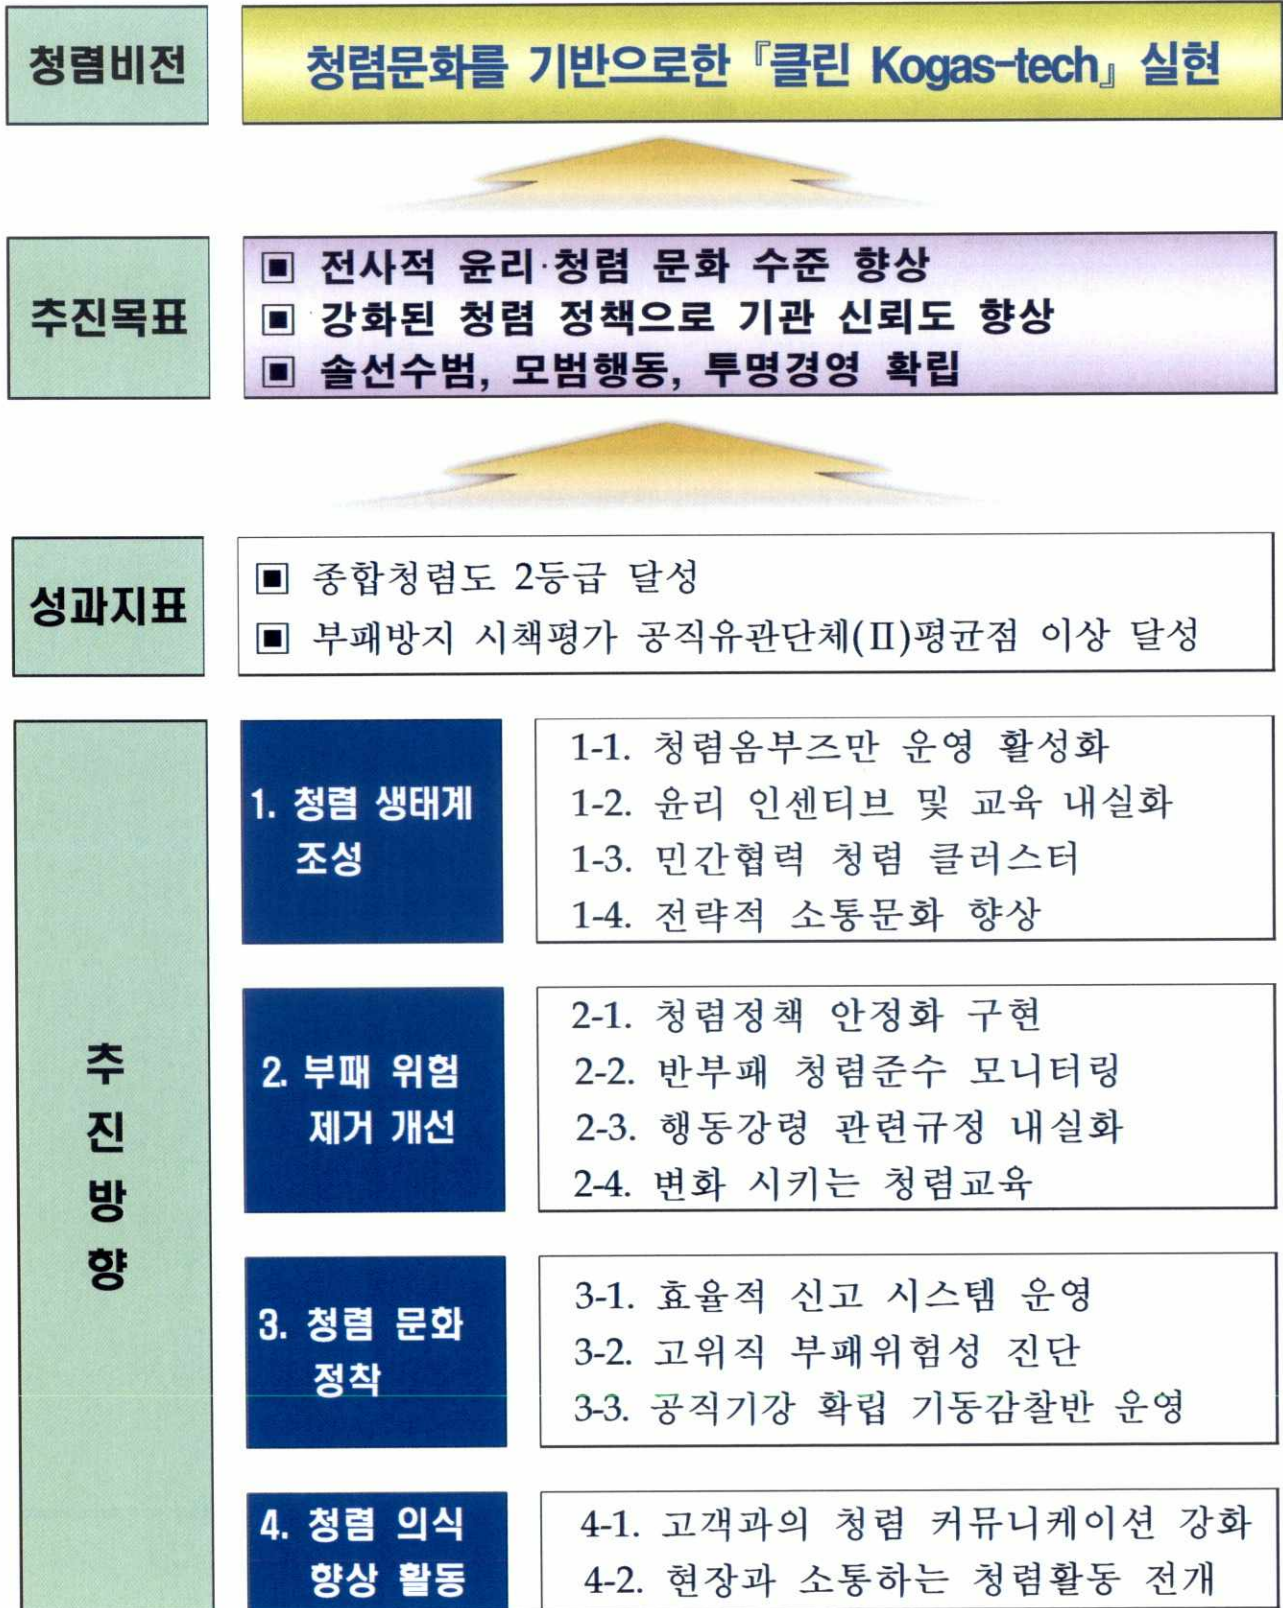 청렴비전
청렴문화를 기반으로한 『클린 Kogas-tech』 실현
추진목표
▣ 전사적 윤리·청렴 문화 수준 향상
▣ 강화된 청렴 정책으로 기관 신뢰도 향상
▣ 솔선수범, 모범행동, 투명경영 확립
성과지표
▣ 종합청렴도 2등급 달성
▣ 부패방지 시책평가 공직유관단체(Ⅱ)평균점 이상 달성
추
진
방
향
1. 청렴 생태계
조성
1-1. 청렴옴부즈만 운영 활성화
1-2. 윤리 인센티브 및 교육 내실화
1-3. 민간협력 청렴 클러스터
1-4. 전략적 소통문화 향상
2. 부패 위험
제거 개선
2-1. 청렴정책 안정화 구현
2-2. 반부패 청렴준수 모니터링
2-3. 행동강령 관련규정 내실화
2-4. 변화 시키는 청렴교육
3. 청렴 문화
정착
3-1. 효율적 신고 시스템 운영
3-2. 고위직 부패위험성 진단
3-3. 공직기강 확립 기동감찰반 운영
4. 청렴 의식
향상 활동
4-1. 고객과의 청렴 커뮤니케이션 강화
4-2. 현장과 소통하는 청렴활동 전개